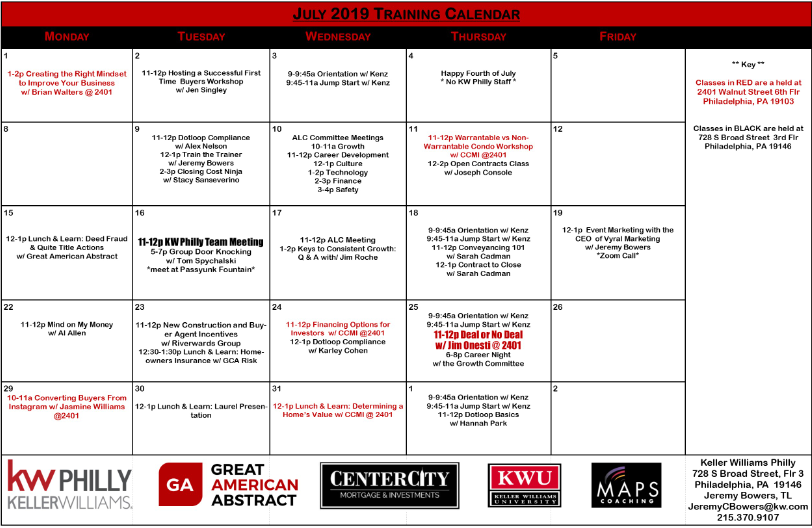 JULY 2019 TRAINING CALENDAR
MONDAY TUESDAY WEDNESDAY THURSDAY FRIDAY
1
1-2p Creating the Right Mindset
to Improve Your Business
w/ Brian Walters @ 2401
2
11-12p Hosting a Successful First
Time Buyers Workshop
w/ Jen Singley
3
9-9:45a Orientation w/ Kenz
9:45-11a Jump Start w/ Kenz
4
Happy Fourth of July
* No KW Philly Staff *
5
** Key **
Classes in RED are a held at
2401 Walnut Street 6th Flr
Philadelphia, PA 19103
Classes in BLACK are held at
728 S Broad Street 3rd Flr
Philadelphia, PA 19146
8
9
11-12p Dotloop Compliance
w/ Alex Nelson
12-1p Train the Trainer
w/ Jeremy Bowers
2-3p Closing Cost Ninja
w/ Stacy Sanseverino
10
ALC Committee Meetings
10-11a Growth
11-12p Career Development
12-1p Culture
1-2p Technology
2-3p Finance
3-4p Safety
11
11-12p Warrantable vs Non-
Warrantable Condo Workshop
w/ CCMI @2401
12-2p Open Contracts Class
w/ Joseph Console
12
15
12-1p Lunch & Learn: Deed Fraud
& Quite Title Actions
w/ Great American Abstract
16
11-12p KW Philly Team Meeting
5-7p Group Door Knocking
w/ Tom Spychalski
*meet at Passyunk Fountain*
17
11-12p ALC Meeting
1-2p Keys to Consistent Growth:
Q & A with/ Jim Roche
18
9-9:45a Orientation w/ Kenz
9:45-11a Jump Start w/ Kenz
11-12p Conveyancing 101
w/ Sarah Cadman
12-1p Contract to Close
w/ Sarah Cadman
19
12-1p Event Marketing with the
CEO of Vyral Marketing
w/ Jeremy Bowers
*Zoom Call*
22
11-12p Mind on My Money
w/ Al Allen
23
11-12p New Construction and Buy-
er Agent Incentives
w/ Riverwards Group
12:30-1:30p Lunch & Learn: Home-
owners Insurance w/ GCA Risk
24
11-12p Financing Options for
Investors w/ CCMI @2401
12-1p Dotloop Compliance
w/ Karley Cohen
25
9-9:45a Orientation w/ Kenz
9:45-11a Jump Start w/ Kenz
11-12p Deal or No Deal
w/ Jim Onesti @ 2401
6-8p Career Night
w/ the Growth Committee
26
29
10-11a Converting Buyers From
Instagram w/ Jasmine Williams
@2401
30
12-1p Lunch & Learn: Laurel Presen-
tation
31
12-1p Lunch & Learn: Determining a
Home's Value w/ CCMI @ 2401
1
9-9:45a Orientation w/ Kenz
9:45-11a Jump Start w/ Kenz
11-12p Dotloop Basics
w/ Hannah Park
2
KW PHILLY
KELLERWILLIAMS.
GA
GREAT
AMERICAN
ABSTRACT
CENTERCITY
MORTGAGE & INVESTMENTS
KWU
KELLER WILLIAMS
UNIVERSITY
MAPS
COACHING
Keller Williams Philly
728 S Broad Street, Flr 3
Philadelphia, PA 19146
Jeremy Bowers, TL
JeremyCBowers@kw.com
215.370.9107